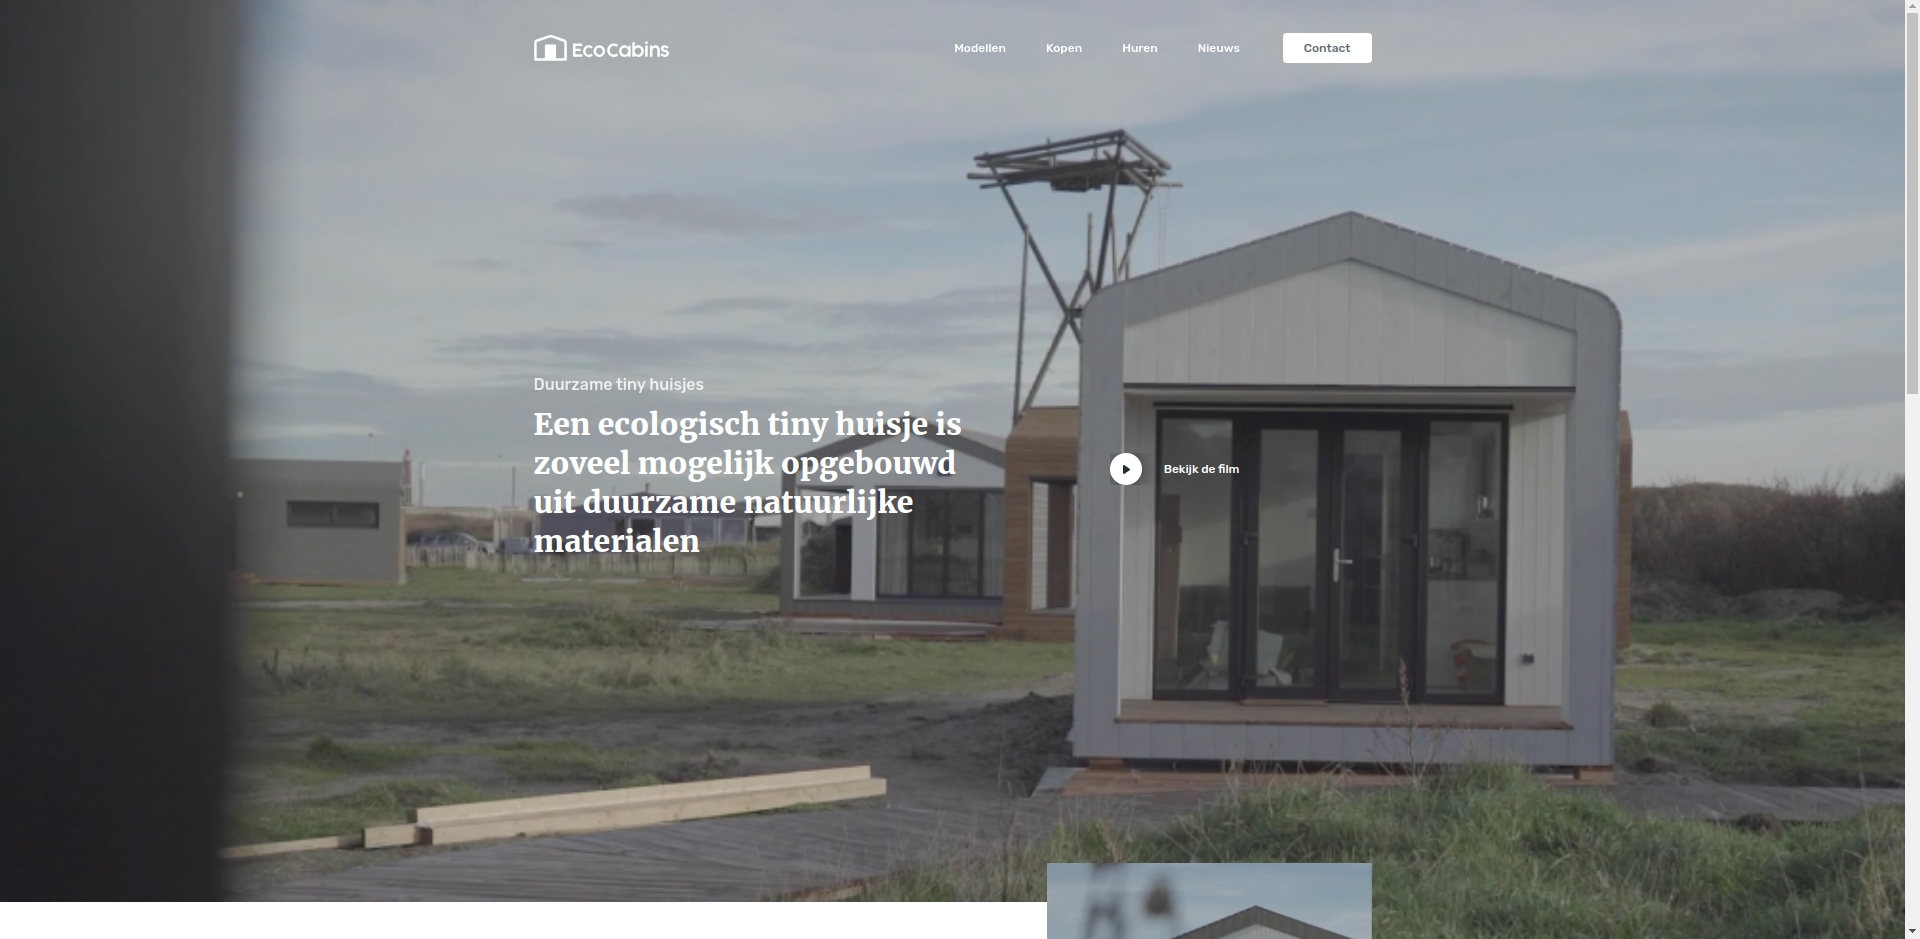 EcoCabins
Modellen
Kopen
Huren
Nieuws
Contact
Duurzame tiny huisjes
Een ecologisch tiny huisje is
zoveel mogelijk opgebouwd
uit duurzame natuurlijke
materialen
Bekijk de film